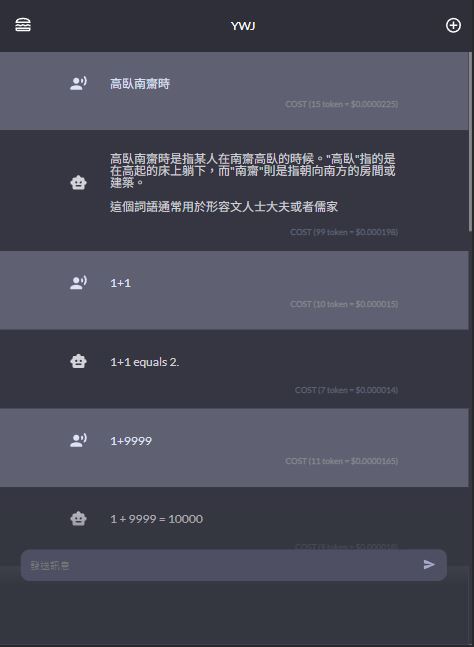 YWJ
高臥南齋時
COST (15 token = $0.0000225)
高臥南齋時是指某人在南齋高臥的時候。"高臥"指的是
在高起的床上躺下，而"南齋"則是指朝向南方的房間或
建築。
這個詞語通常用於形容文人士大夫或者儒家
COST (99 token = $0.000198)
1+1
COST (10 token = $0.000015)
1+1 equals 2.
COST (7 token = $0.000014)
1+9999
COST (11 token = $0.0000165)
1 + 9999 = 10000
發送訊息